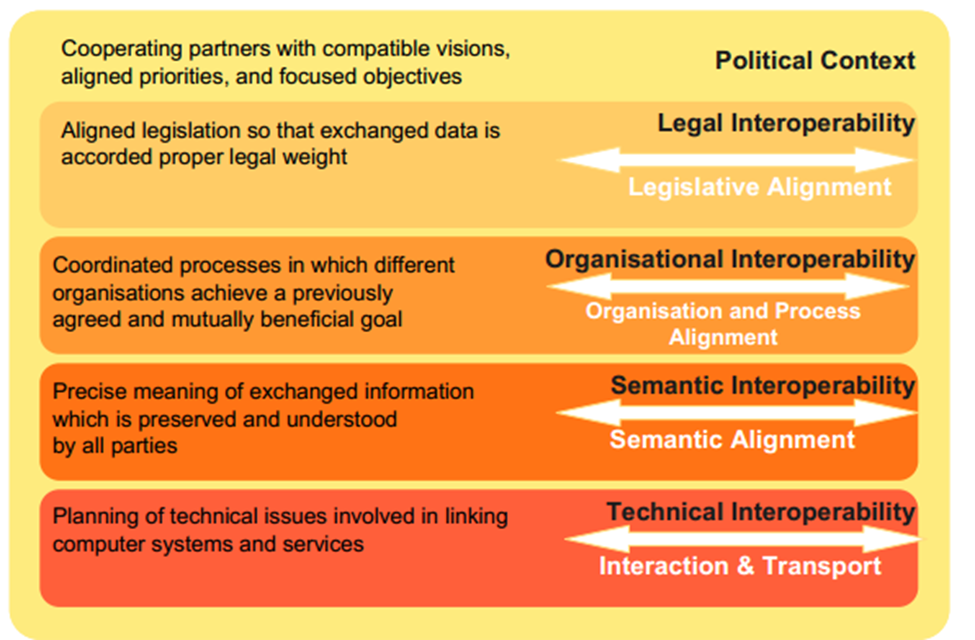 Cooperating partners with compatible visions,
aligned priorities, and focused objectives
Political Context
Aligned legislation so that exchanged data is
accorded proper legal weight
Legal Interoperability
Legislative Alignment
Coordinated processes in which different
organisations achieve a previously
agreed and mutually beneficial goal
Organisational Interoperability
Organisation and Process
Alignment
Precise meaning of exchanged information
which is preserved and understood
by all parties
Semantic Interoperability
Semantic Alignment
Planning of technical issues involved in linking
computer systems and services
Technical Interoperability
Interaction & Transport